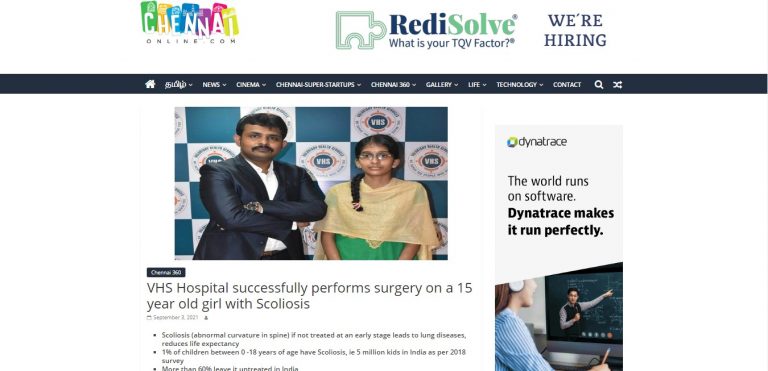 CHENNAI
ONLINE.COM
RediSolve®
What is your TQV Factor?®
WE´RE
HIRING
தமிழ் NEWS CINEMA CHENNAI-SUPER-STARTUPS CHENNAI 360 GALLERY LIFE TECHNOLOGY CONTACT
VHS
VHS
dynatrace
The world runs
on software.
Dynatrace makes
it run perfectly.
Chennai 360
VHS Hospital successfully performs surgery on a 15
year old girl with Scoliosis
September 3, 2021
Scoliosis (abnormal curvature in spine) if not treated at an early stage leads to lung diseases,
reduces life expectancy
1% of children between 0 -18 years of age have Scoliosis, ie 5 million kids in India as per 2018
survey
More than 60% leave it untreated in India